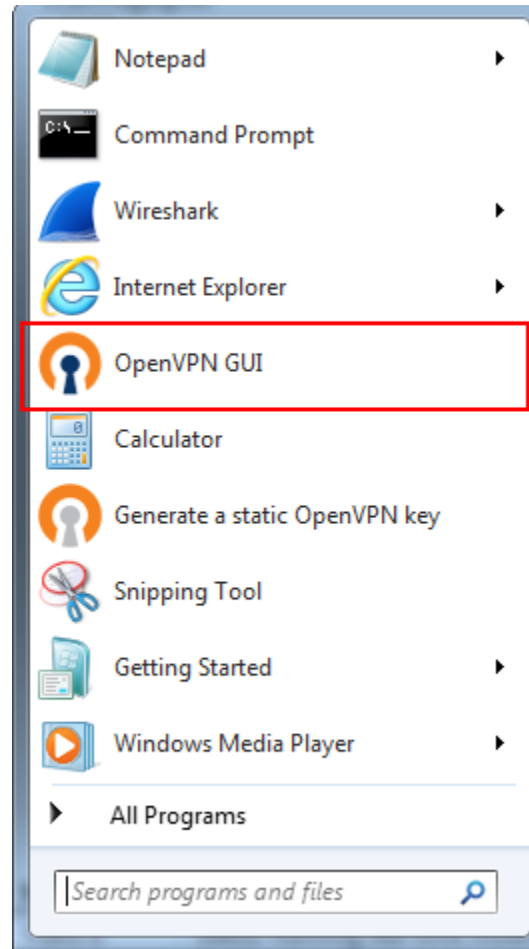 Notepad
C:\_
Command Prompt
Wireshark
Internet Explorer
OpenVPN GUI
0
Calculator
Generate a static OpenVPN key
Snipping Tool
Getting Started
Windows Media Player
All Programs
Search programs and files